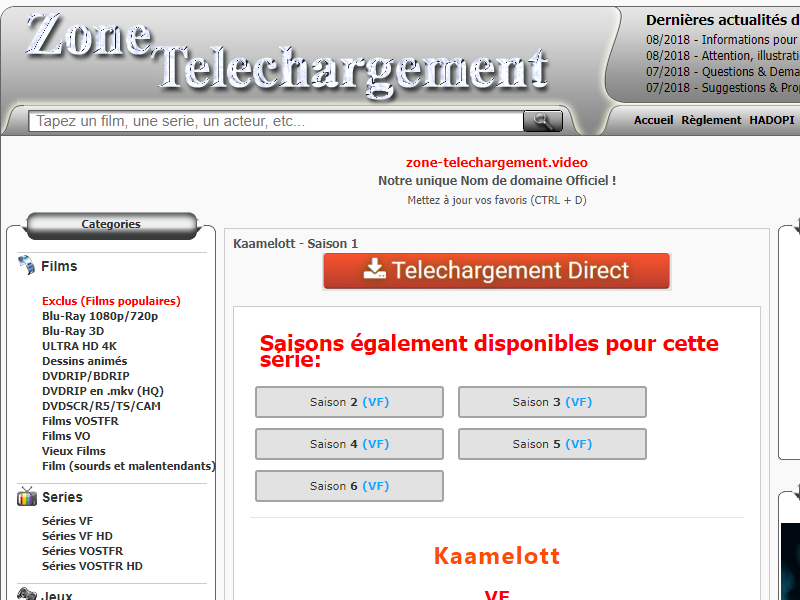 Zone
Telechargement
Dernières actualités d
08/2018 - Informations pour
08/2018 - Attention, illustrati
07/2018 - Questions & Dema
07/2018 - Suggestions & Prop
Tapez un film, une serie, un acteur, etc...
Accueil Règlement HADOPI
zone-telechargement.video
Notre unique Nom de domaine Officiel !
Mettez à jour vos favoris (CTRL + D)
Categories
Films
Exclus (Films populaires)
Blu-Ray 1080p/720p
Blu-Ray 3D
ULTRA HD 4K
Dessins animés
DVDRIP/BDRIP
DVDRIP en .mkv (HQ)
DVDSCR/R5/TS/CAM
Films VOSTFR
Films VO
Vieux Films
Film (sourds et malentendants)
Series
Séries VF
Séries VF HD
Séries VOSTFR
Séries VOSTFR HD
Jeux
Kaamelott - Saison 1
Telechargement Direct
Saisons également disponibles pour cette
série:
Saison 2 (VF)
Saison 3 (VF)
Saison 4 (VF)
Saison 5 (VF)
Saison 6 (VF)
Kaamelott
VF